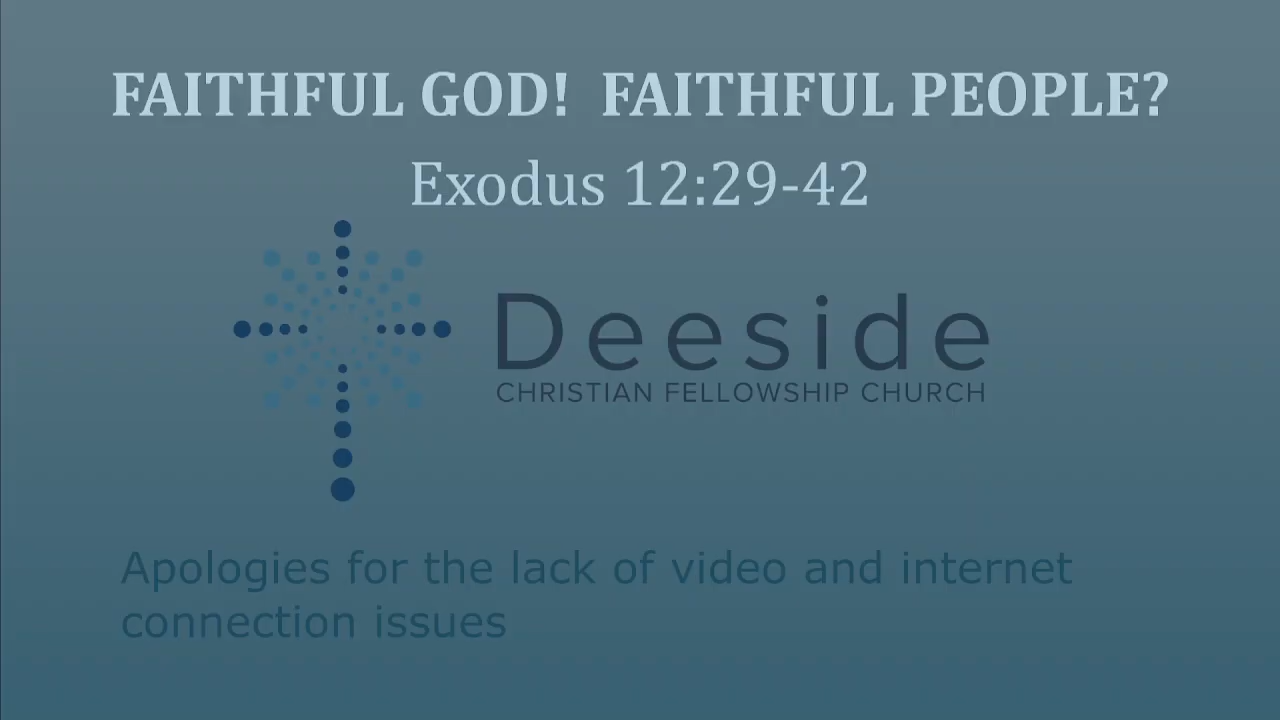 FAITHFUL GOD!  FAITHFUL PEOPLE?
Exodus 12:29-42
Deeside
CHRISTIAN FELLOWSHIP CHURCH
Apologies for the lack of video and internet
connection issues